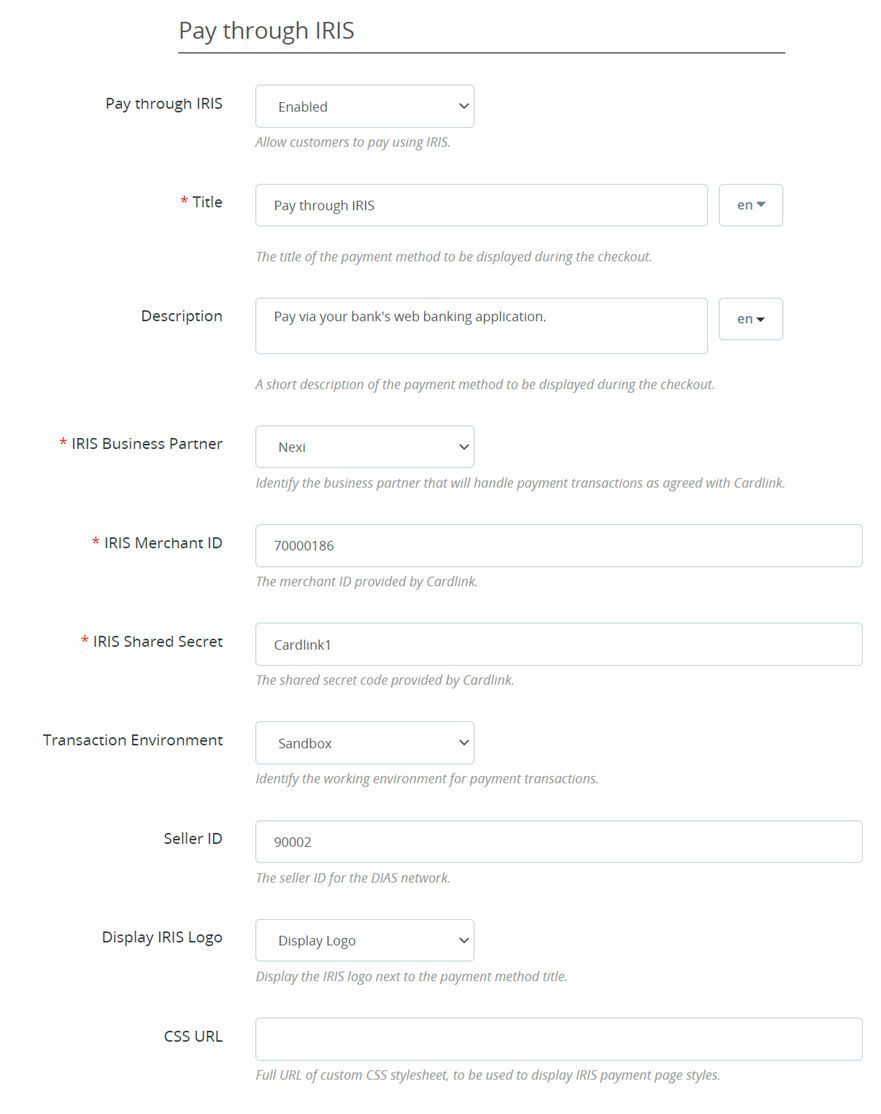 Pay through IRIS
Pay through IRIS
Enabled
Allow customers to pay using IRIS.
* Title
Pay through IRIS
en
The title of the payment method to be displayed during the checkout.
Description
Pay via your bank's web banking application.
en
A short description of the payment method to be displayed during the checkout.
* IRIS Business Partner
Nexi
Identify the business partner that will handle payment transactions as agreed with Cardlink.
* IRIS Merchant ID
70000186
The merchant ID provided by Cardlink.
* IRIS Shared Secret
Cardlink1
The shared secret code provided by Cardlink.
Transaction Environment
Sandbox
Identify the working environment for payment transactions.
Seller ID
90002
The seller ID for the DIAS network.
Display IRIS Logo
Display Logo
Display the IRIS logo next to the payment method title.
CSS URL
Full URL of custom CSS stylesheet, to be used to display IRIS payment page styles.